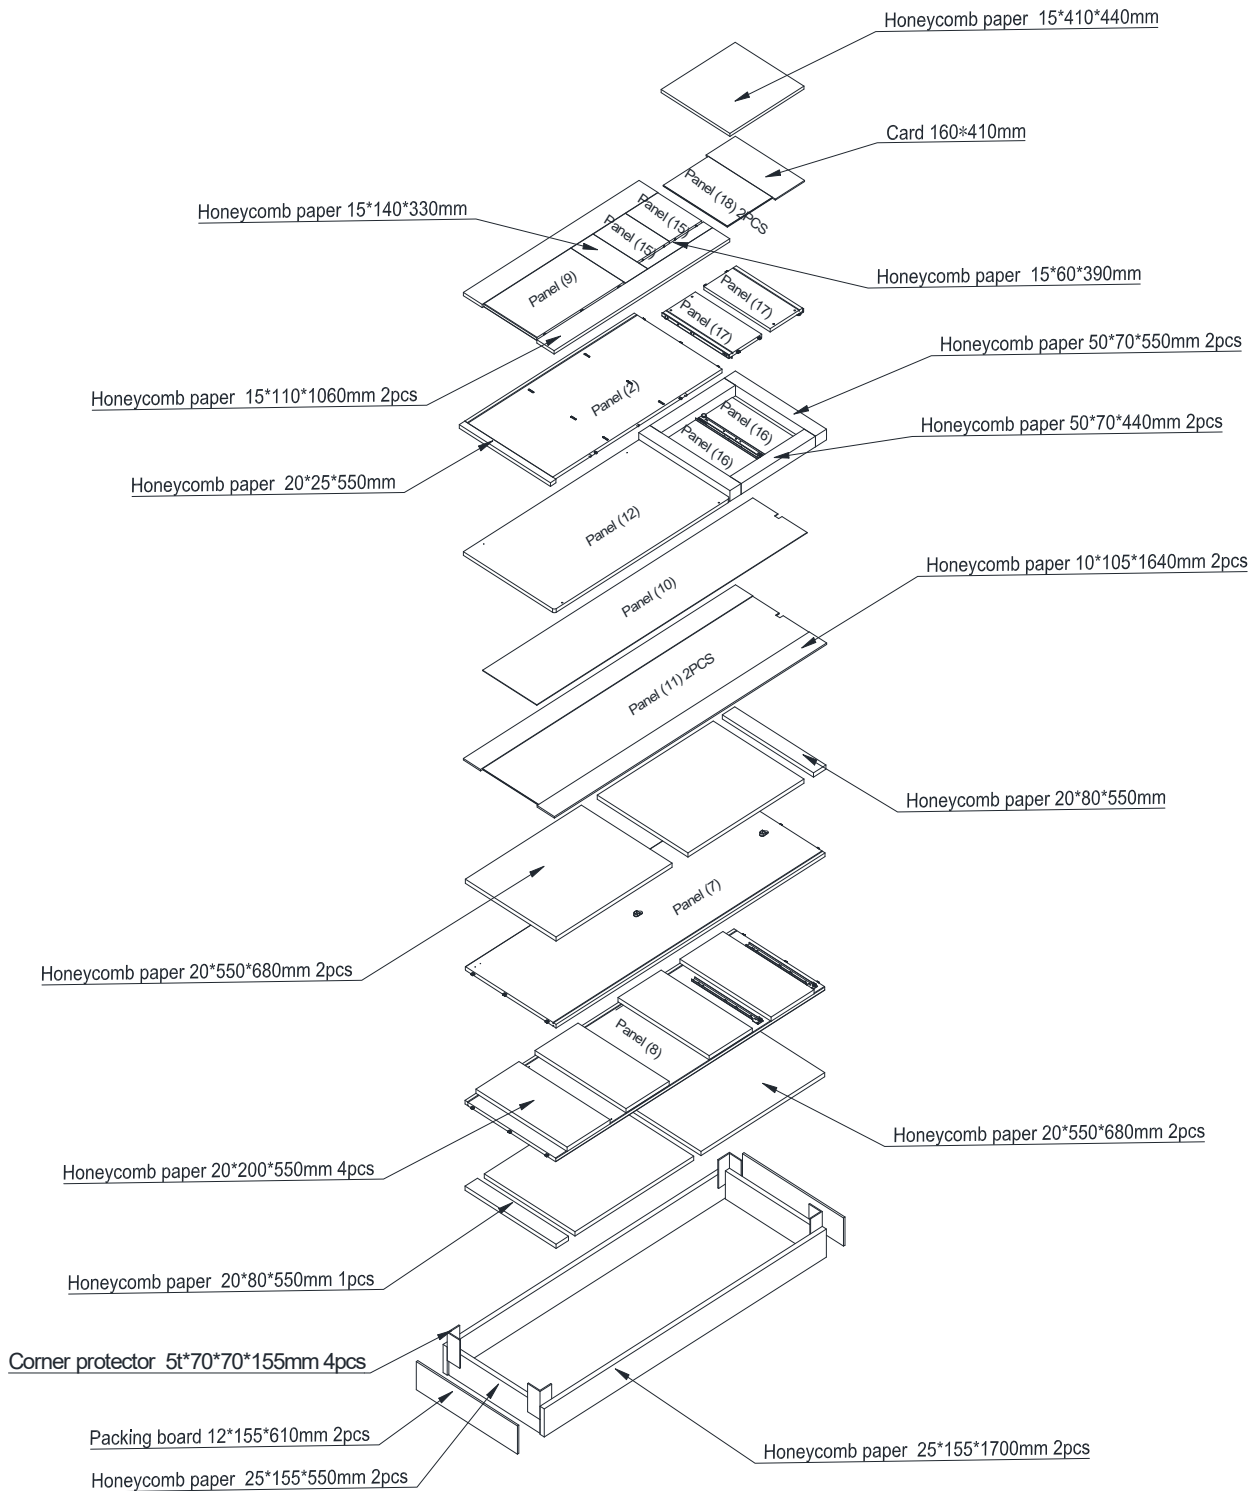 Honeycomb paper 15*410*440mm
Card 160*410mm
Panel (18) 2PCS
Honeycomb paper 15*140*330mm
Panel (15)
Panel (15)
Panel (9)
Honeycomb paper 15*60*390mm
Panel (17)
Panel (17)
Honeycomb paper 50*70*550mm 2pcs
Honeycomb paper 15*110*1060mm 2pcs
Panel (2)
Panel (16)
Panel (16)
Honeycomb paper 50*70*440mm 2pcs
Honeycomb paper 20*25*550mm
Panel (12)
Honeycomb paper 10*105*1640mm 2pcs
Panel (10)
Panel (11) 2PCS
Honeycomb paper 20*80*550mm
Panel (7)
Honeycomb paper 20*550*680mm 2pcs
Panel (8)
Honeycomb paper 20*550*680mm 2pcs
Honeycomb paper 20*200*550mm 4pcs
Honeycomb paper 20*80*550mm 1pcs
Corner protector 5t*70*70*155mm 4pcs
Packing board 12*155*610mm 2pcs
Honeycomb paper 25*155*1700mm 2pcs
Honeycomb paper 25*155*550mm 2pcs